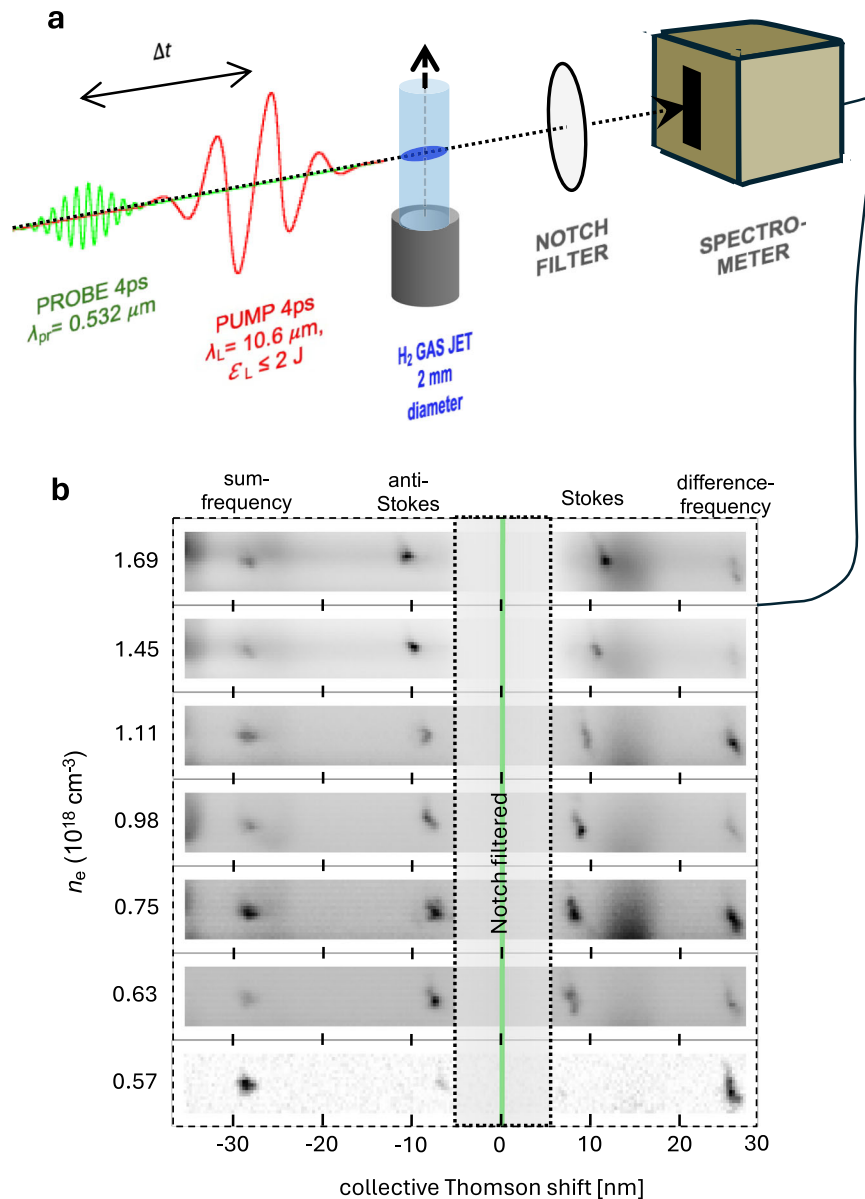 a
Δt
PROBE 4ps
λpr= 0.532 μm
PUMP 4ps
λL= 10.6 μm,
ℰL ≤ 2 J
H2 GAS JET
2 mm
diameter
NOTCH
FILTER
SPECTRO-
METER
b
sum-
frequency
anti-
Stokes
Stokes
difference-
frequency
ne (10^18 cm-3)
1.69
1.45
1.11
0.98
0.75
0.63
0.57
Notch filtered
-30 -20 -10 0 10 20 30
collective Thomson shift [nm]